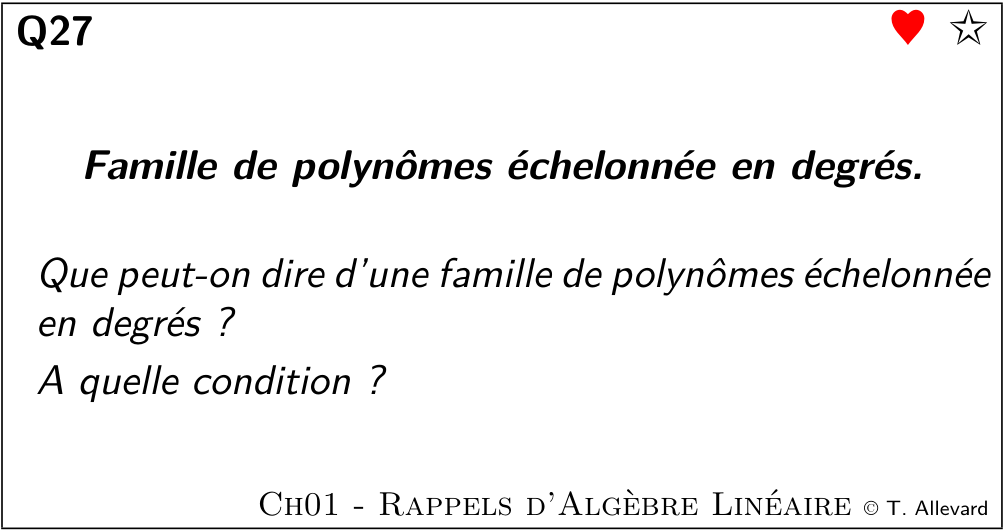 Q27
Famille de polynômes échelonnée en degrés.
Que peut-on dire d'une famille de polynômes échelonnée
en degrés ?
A quelle condition ?
Ch01 - Rappels d'Algèbre Linéaire © T. Allevard